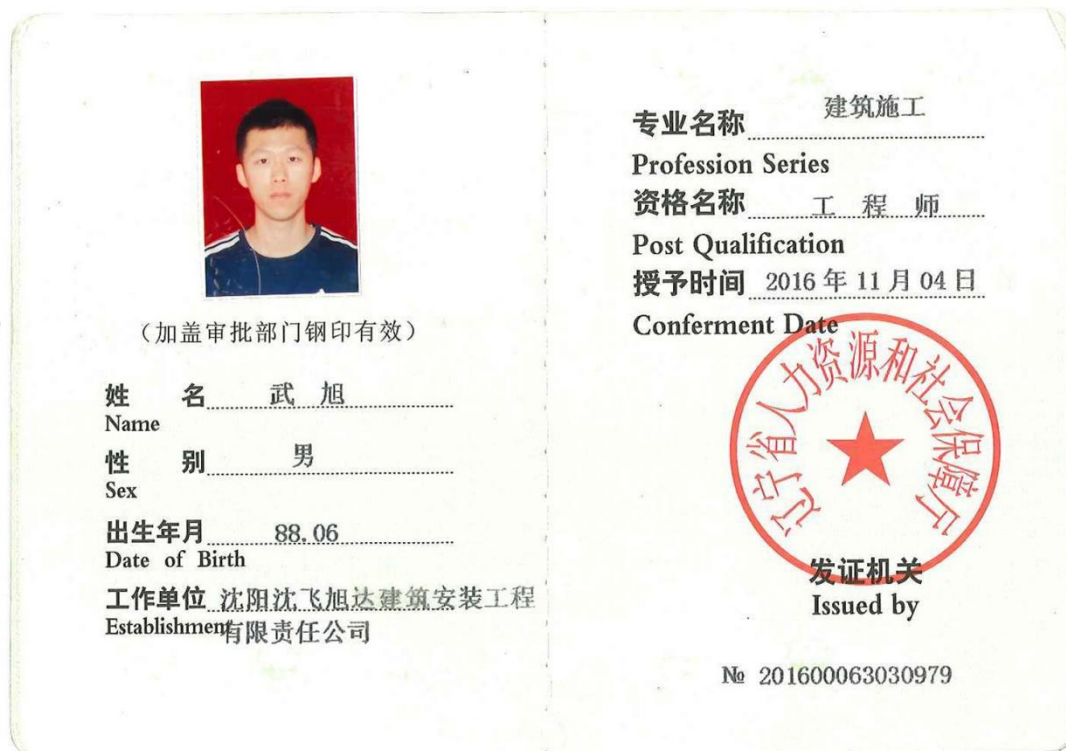 （加盖审批部门钢印有效）
姓 名 武 旭
Name
性 别 男
Sex
出生年月 88.06
Date of Birth
工作单位 沈阳沈飞旭达建筑安装工程
Establishment 有限责任公司
专业名称 建筑施工
Profession Series
资格名称 工 程 师
Post Qualification
授予时间 2016 年 11 月 04 日
Conferment Date
辽宁省人力资源和社会保障厅
发证机关
Issued by
№ 201600063030979